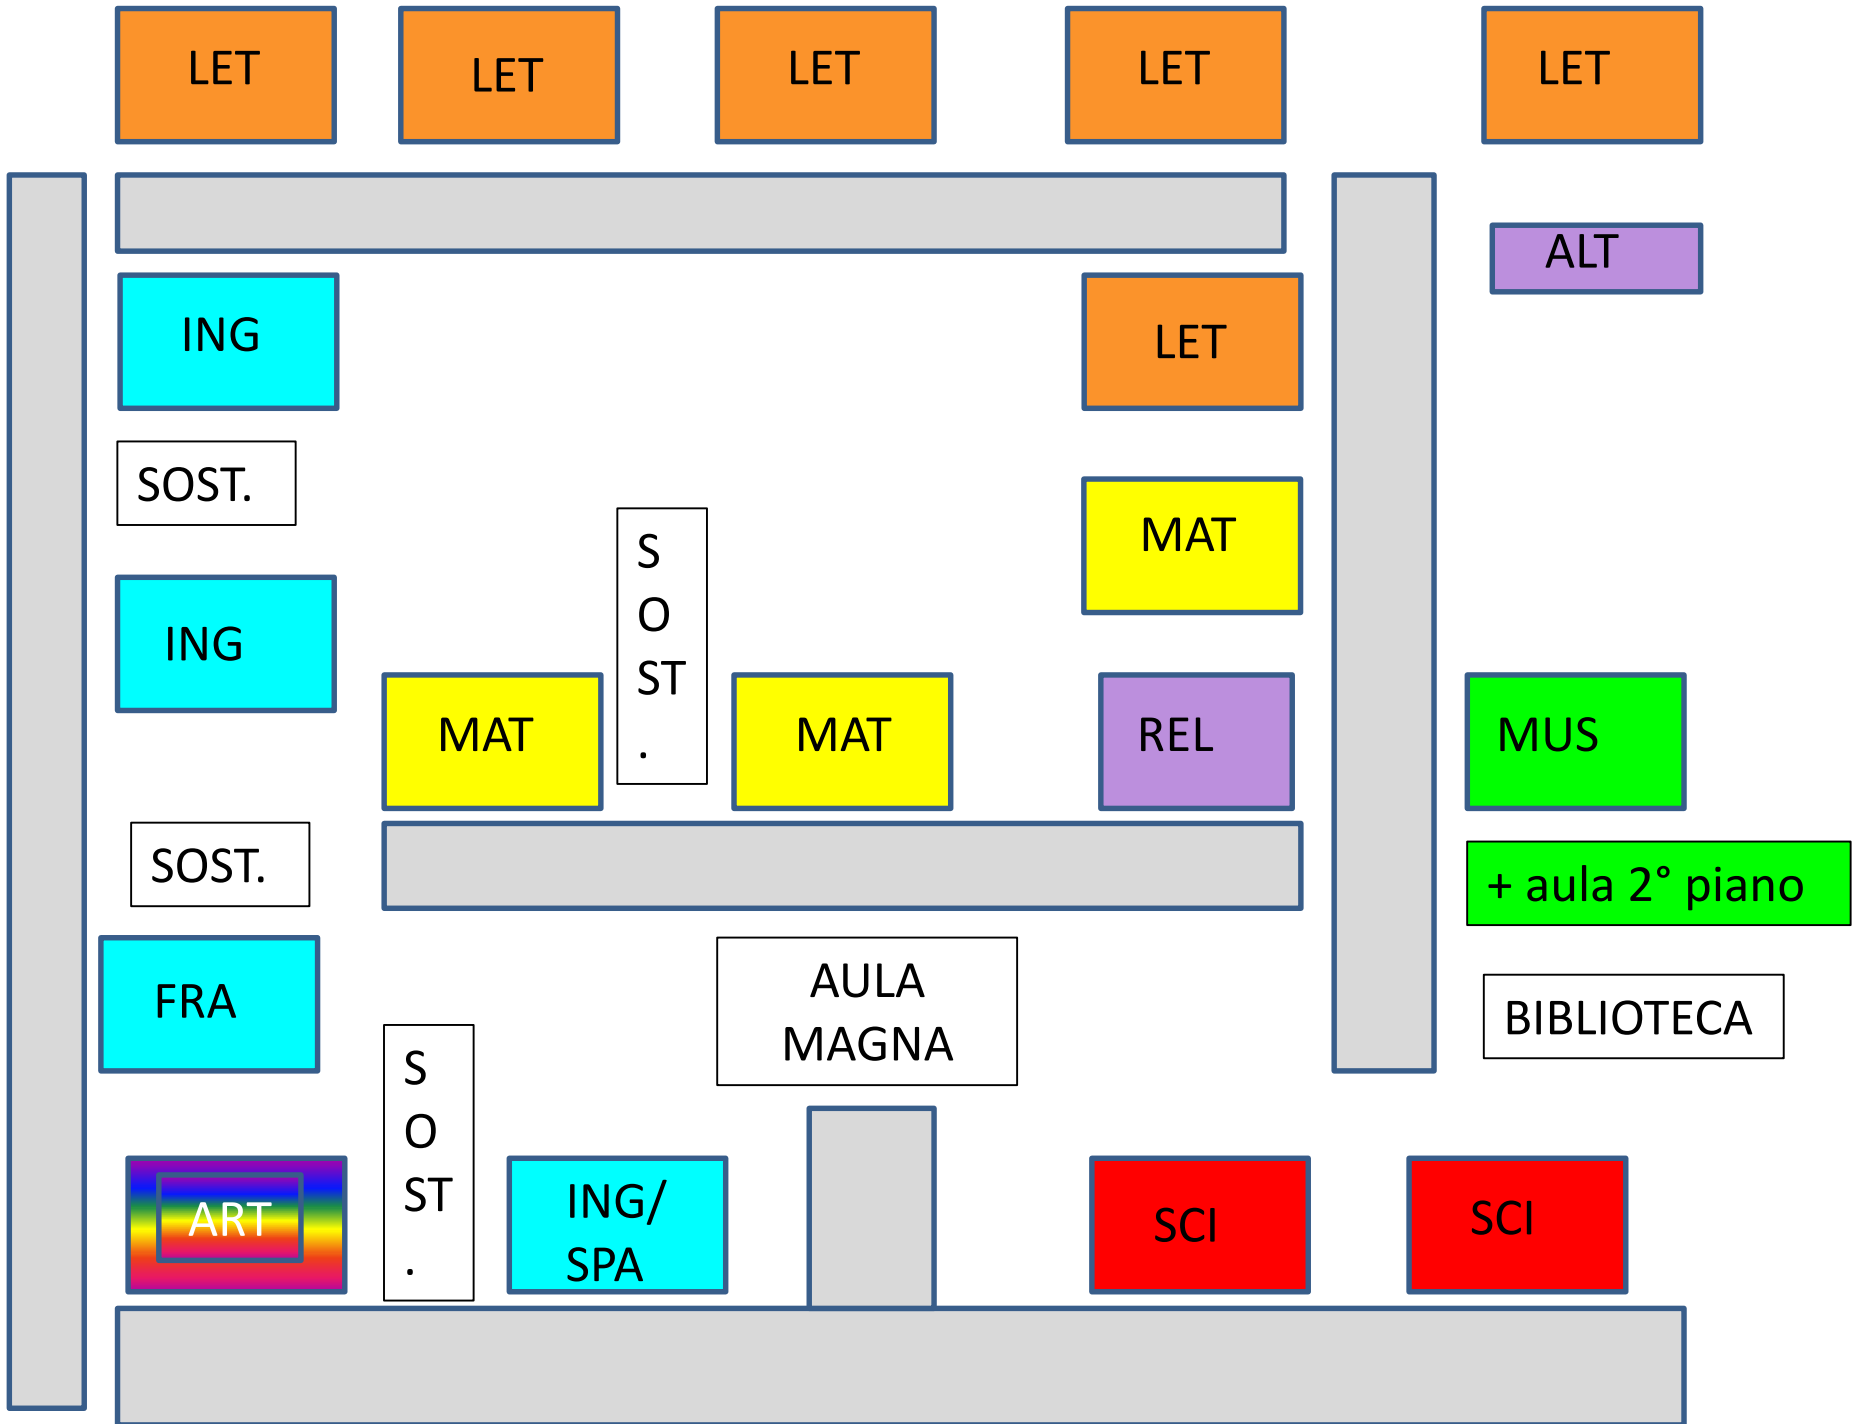 LET
LET
LET
LET
LET
ALT
ING
LET
SOST.
MAT
S
O
ST
.
ING
MAT
MAT
REL
MUS
SOST.
+ aula 2° piano
FRA
AULA
MAGNA
BIBLIOTECA
S
O
ST
.
ART
ING/
SPA
SCI
SCI